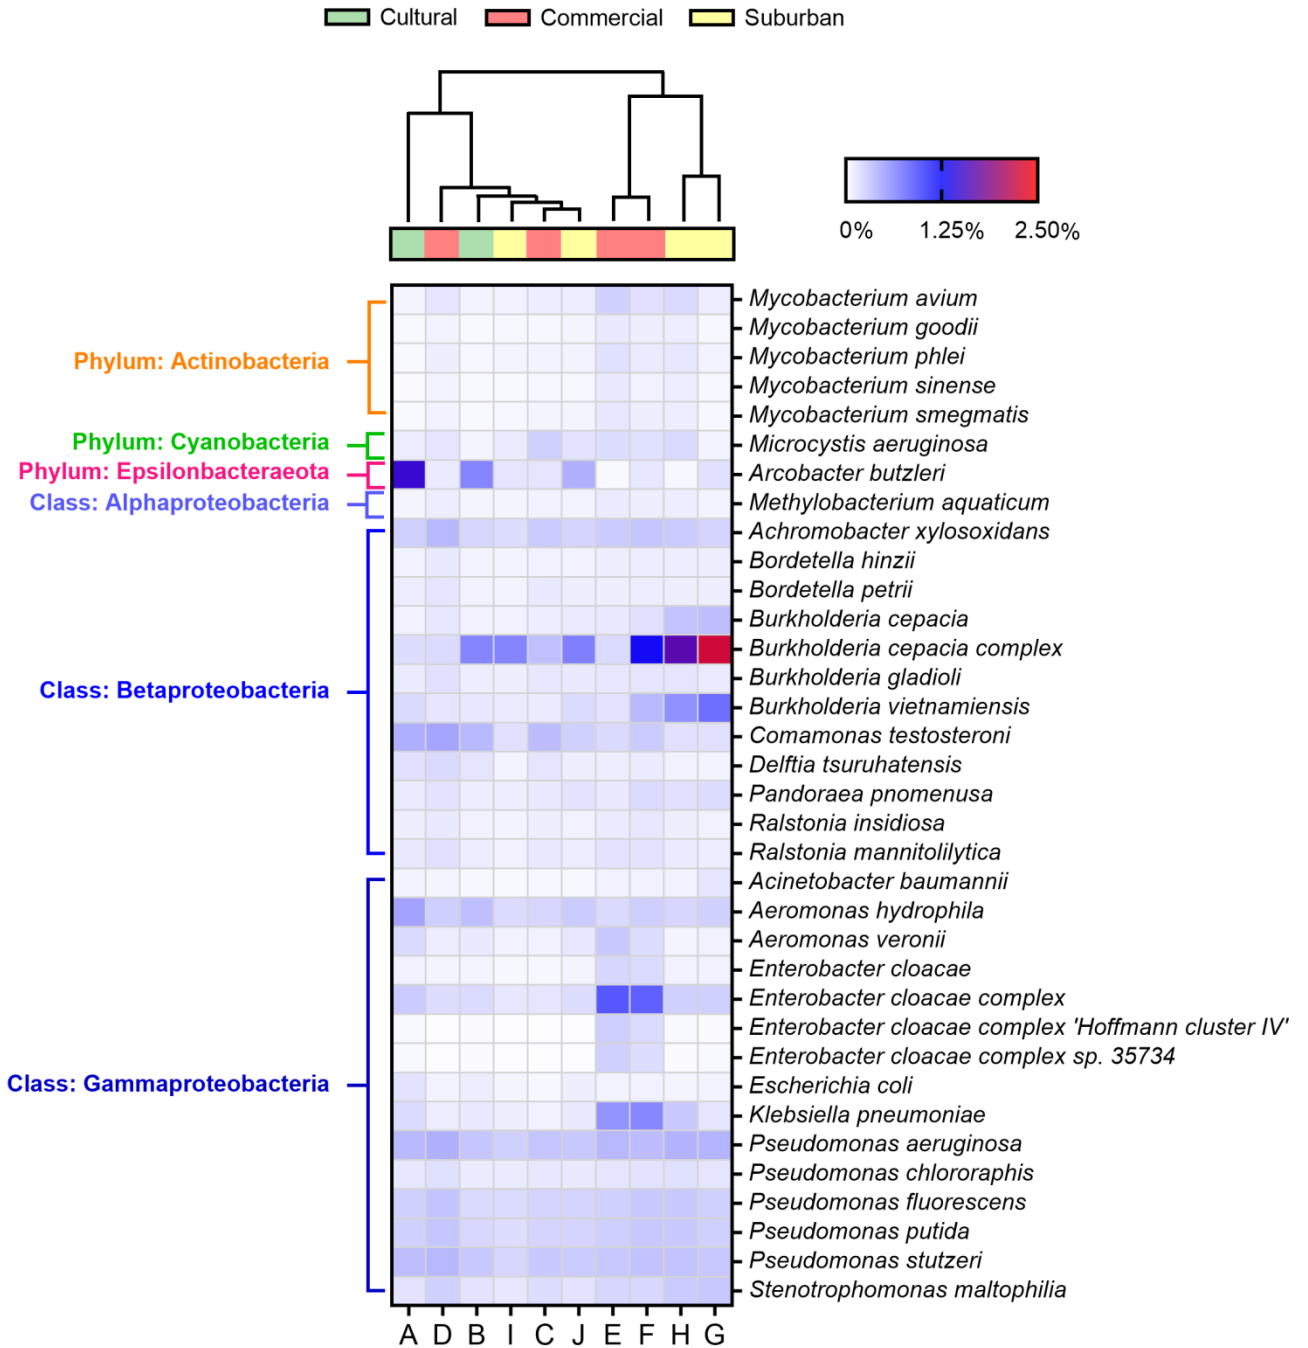 Cultural Commercial Suburban
0% 1.25% 2.50%
Mycobacterium avium
Mycobacterium goodii
Phylum: Actinobacteria Mycobacterium phlei
Mycobacterium sinense
Mycobacterium smegmatis
Phylum: Cyanobacteria Microcystis aeruginosa
Phylum: Epsilonbacteraeota Arcobacter butzleri
Class: Alphaproteobacteria Methylobacterium aquaticum
Achromobacter xylosoxidans
Bordetella hinzii
Bordetella petrii
Burkholderia cepacia
Burkholderia cepacia complex
Burkholderia gladioli
Class: Betaproteobacteria Burkholderia vietnamiensis
Comamonas testosteroni
Delftia tsuruhatensis
Pandoraea pnomenusa
Ralstonia insidiosa
Ralstonia mannitolilytica
Acinetobacter baumannii
Aeromonas hydrophila
Aeromonas veronii
Enterobacter cloacae
Enterobacter cloacae complex
Enterobacter cloacae complex 'Hoffmann cluster IV'
Enterobacter cloacae complex sp. 35734
Class: Gammaproteobacteria Escherichia coli
Klebsiella pneumoniae
Pseudomonas aeruginosa
Pseudomonas chlororaphis
Pseudomonas fluorescens
Pseudomonas putida
Pseudomonas stutzeri
Stenotrophomonas maltophilia
A D B I C J E F H G